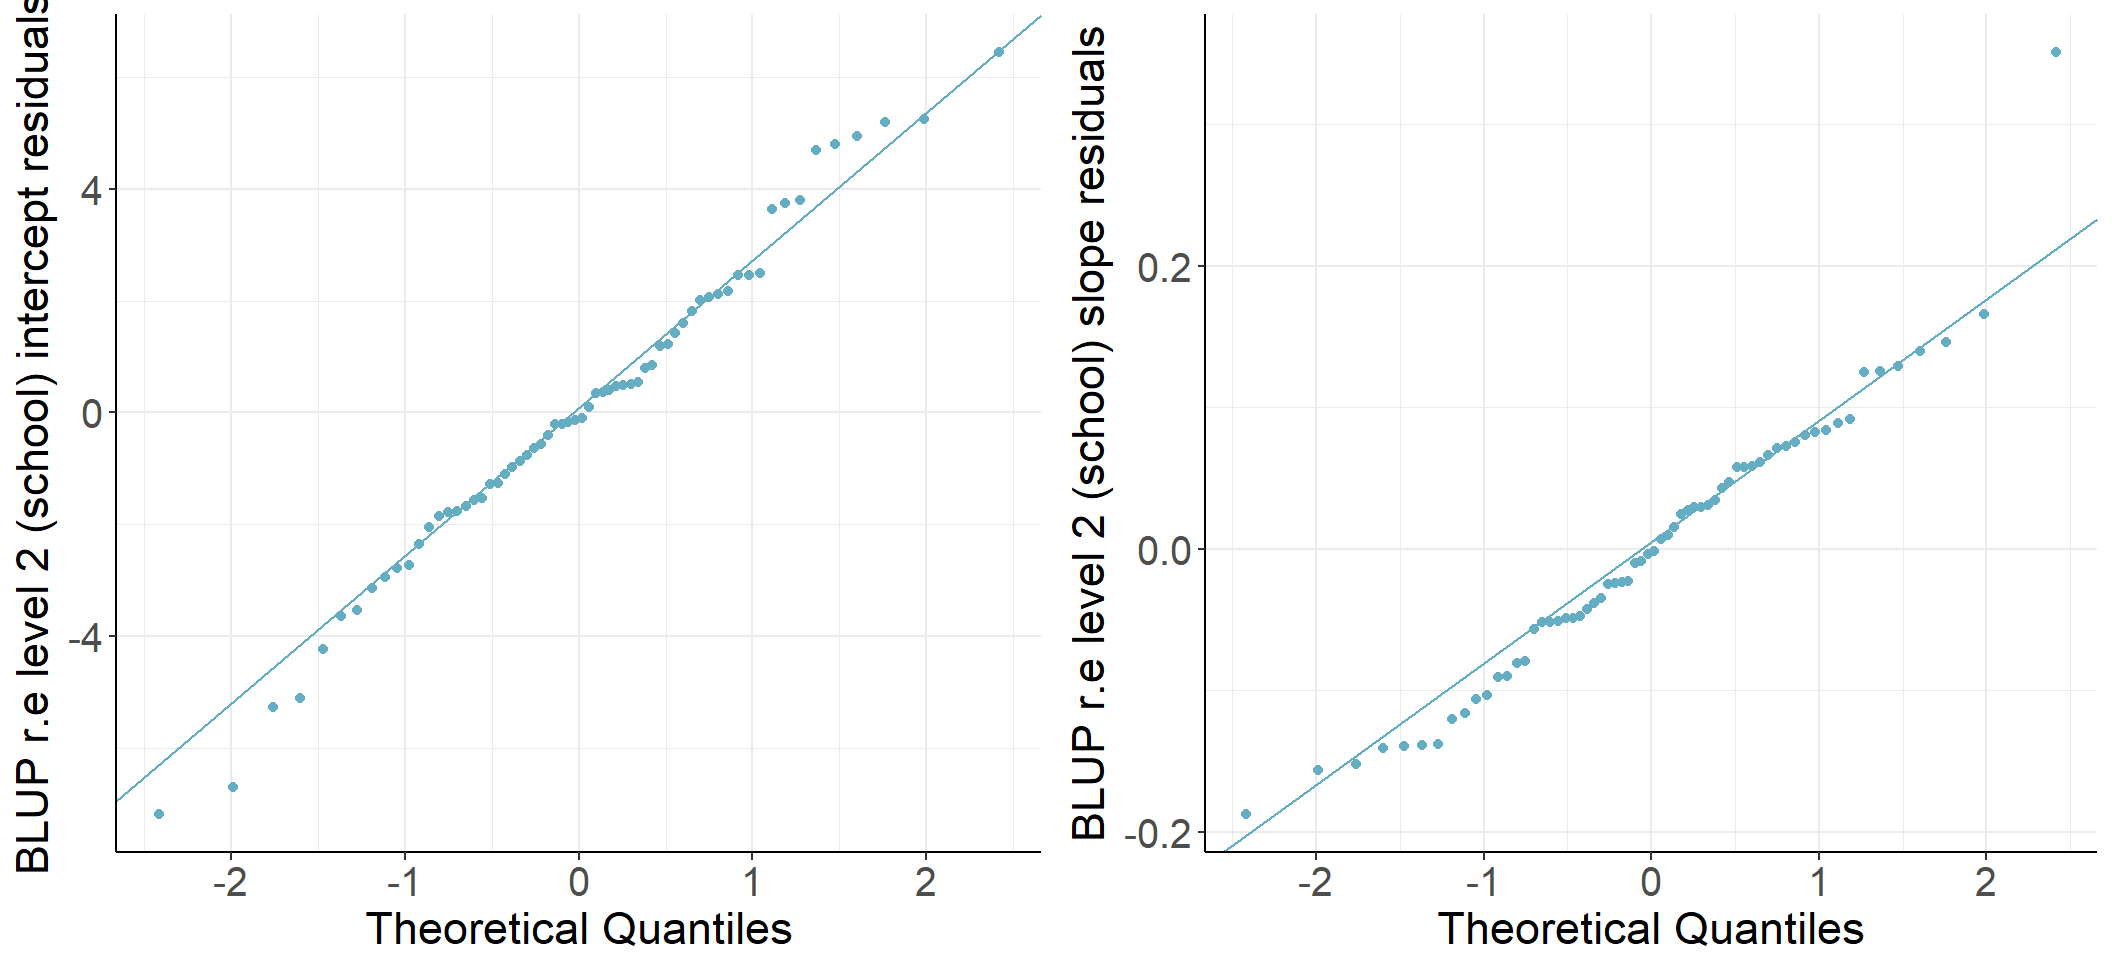 BLUP r.e level 2 (school) intercept residuals
4
0
-4
-2 -1 0 1 2
Theoretical Quantiles
BLUP r.e level 2 (school) slope residuals
0.2
0.0
-0.2
-2 -1 0 1 2
Theoretical Quantiles